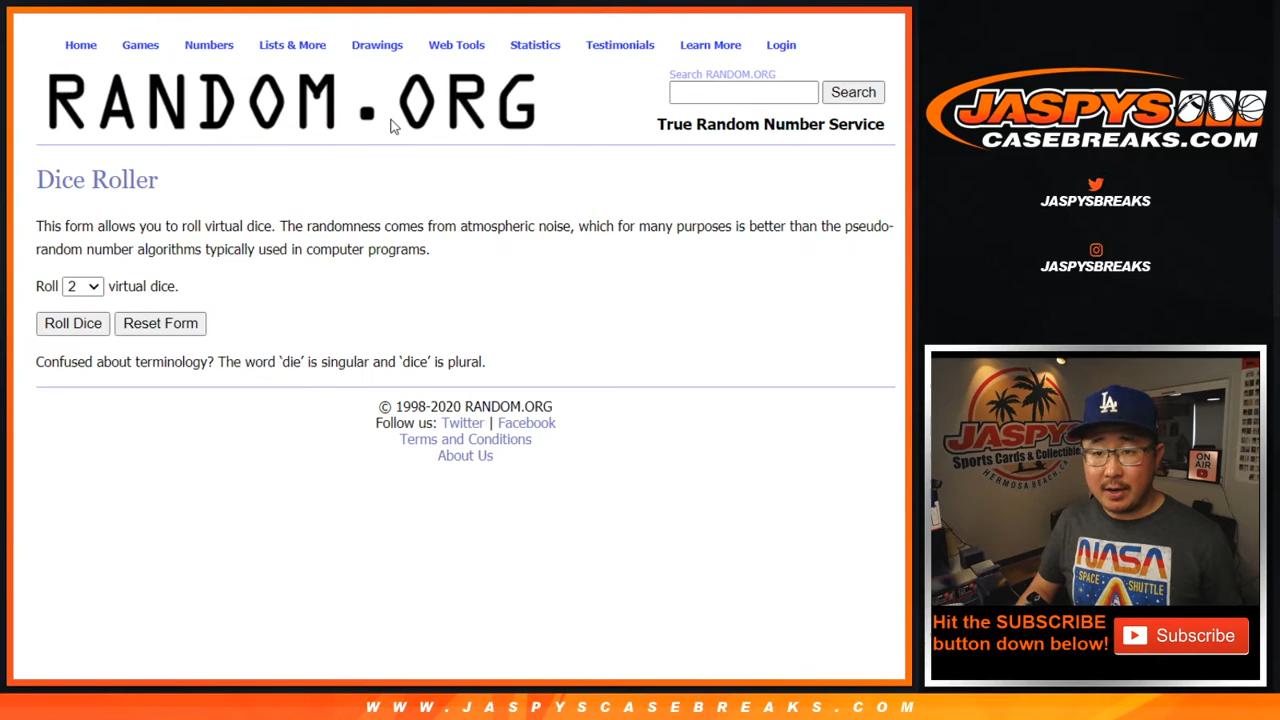 Home Games Numbers Lists & More Drawings Web Tools Statistics Testimonials Learn More Login
RANDOM.ORG
Search RANDOM.ORG
Search
True Random Number Service
Dice Roller
This form allows you to roll virtual dice. The randomness comes from atmospheric noise, which for many purposes is better than the pseudo-
random number algorithms typically used in computer programs.
Roll 2 virtual dice.
Roll Dice Reset Form
Confused about terminology? The word ‘die’ is singular and ‘dice’ is plural.
© 1998-2020 RANDOM.ORG
Follow us: Twitter | Facebook
Terms and Conditions
About Us
JASPYS
CASEBREAKS.COM
JASPYSBREAKS
JASPYSBREAKS
JASPYS
Sports Cards & Collectibles
HERMOSA BEACH, CA
LA
ON
AIR
NASA
SPACE SHUTTLE
Hit the SUBSCRIBE
button down below!
Subscribe
WWW.JASPYSCASEBREAKS.COM